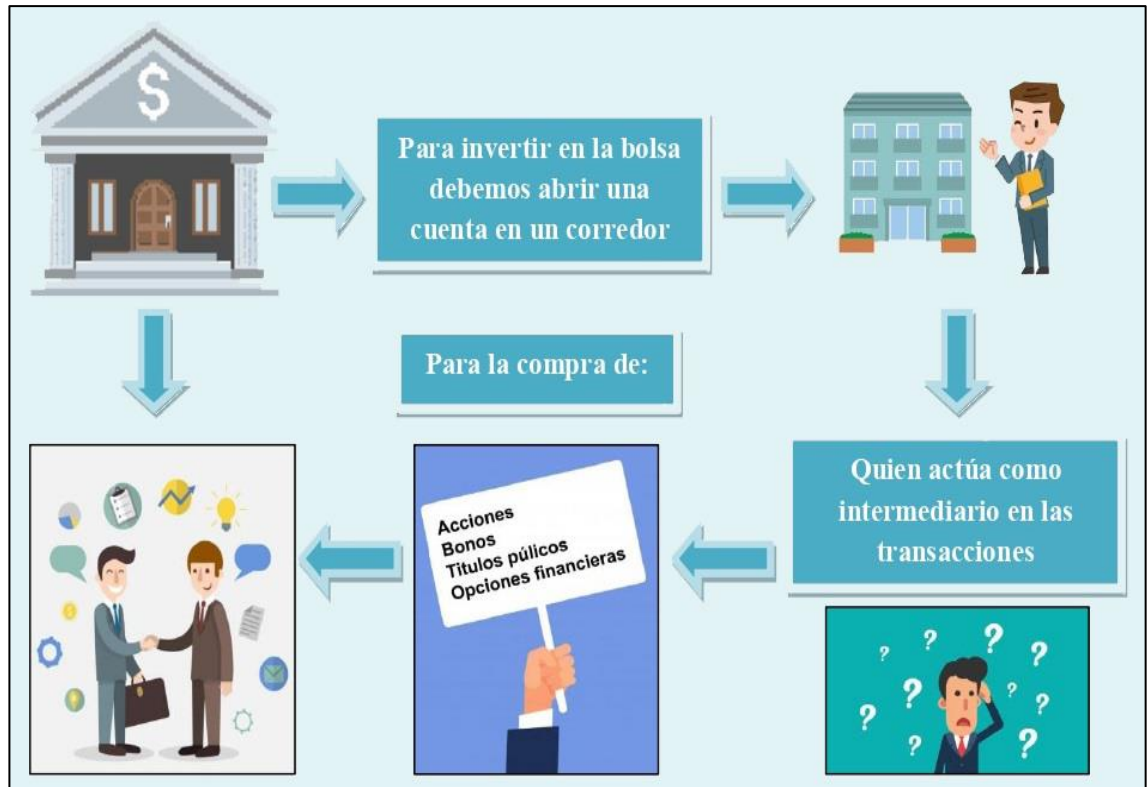 $
Para invertir en la bolsa
debemos abrir una
cuenta en un corredor
Para la compra de:
Quien actúa como
intermediario en las
transacciones
Acciones
Bonos
Titulos púlicos
Opciones financieras
? ? ? ? ? ? ? ? ? ?